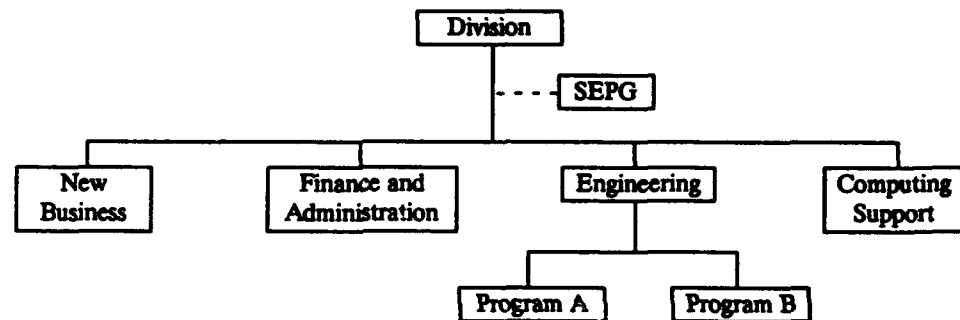 Division
SEPG
New
Business
Finance and
Administration
Engineering
Computing
Support
Program A
Program B